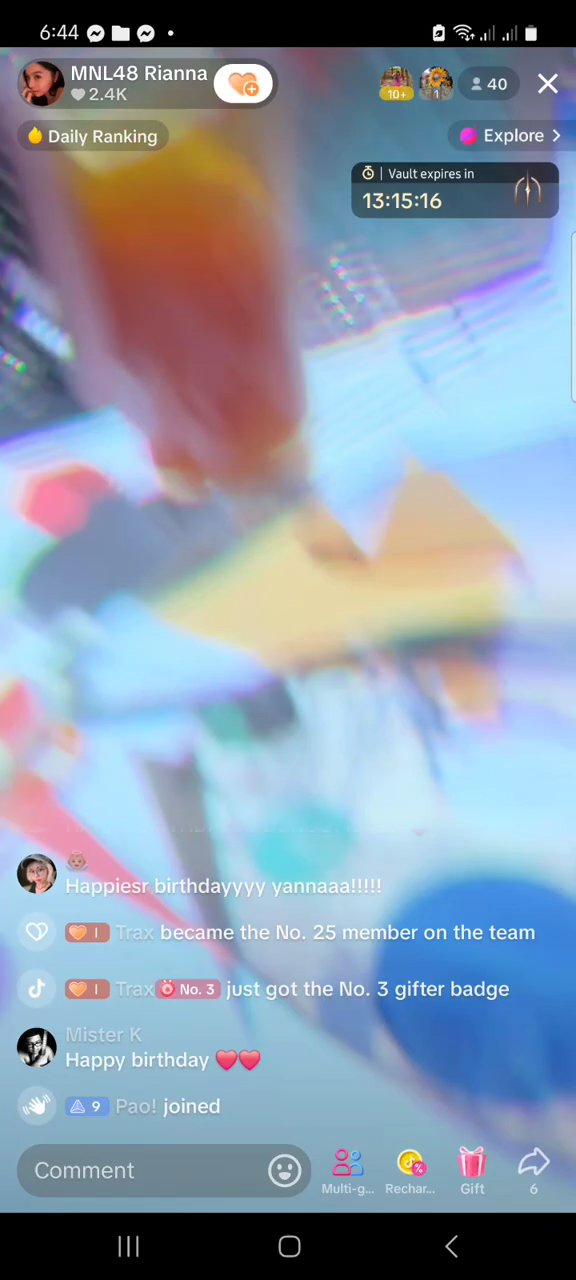 6:44
MNL48 Rianna
2.4K
10+
1
40
Daily Ranking
Explore
Vault expires in
13:15:16
Happiesr birthdayyyy yannaaa!!!!!
I Trax became the No. 25 member on the team
I Trax No. 3 just got the No. 3 gifter badge
Mister K
Happy birthday ❤️❤️
9 Pao! joined
Comment
Multi-g...
Rechar...
Gift
6